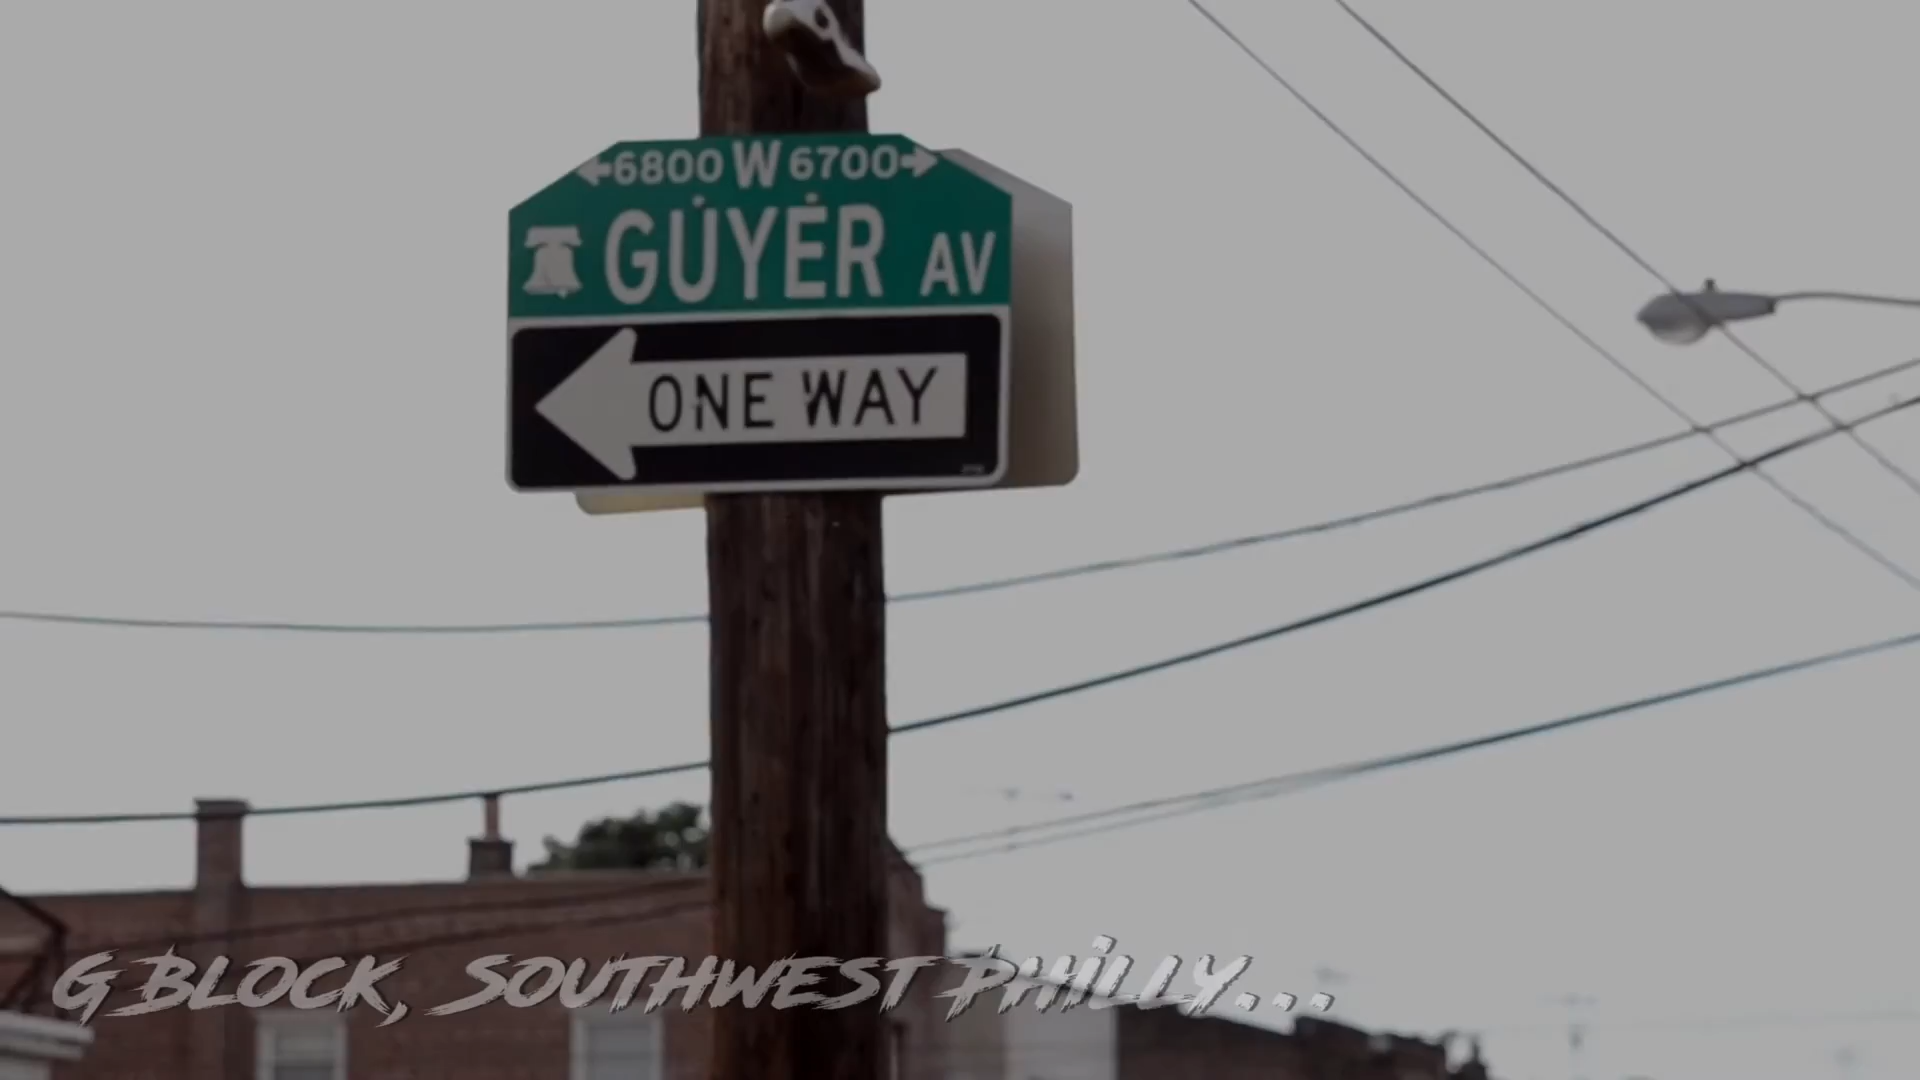 ←6800 W 6700→
GUYER AV
ONE WAY
G BLOCK, SOUTHWEST PHILLY...